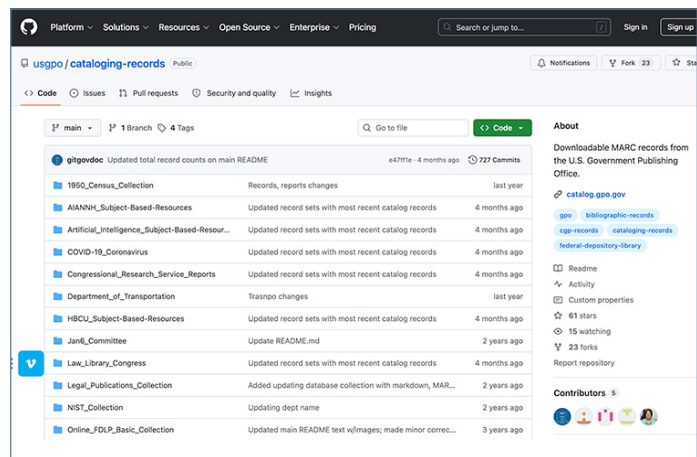 Platform Solutions Resources Open Source Enterprise Pricing Search or jump to... / Sign in Sign up
usgpo / cataloging-records Public Notifications Fork 23 Sta
Code Issues Pull requests Security and quality Insights
main 1 Branch 4 Tags Go to file Code
gitgovdoc Updated total record counts on main README e47ff1e · 4 months ago 727 Commits
1950_Census_Collection Records, reports changes last year
AIANNH_Subject-Based-Resources Updated record sets with most recent catalog records 4 months ago
Artificial_Intelligence_Subject-Based-Resour... Updated record sets with most recent catalog records 4 months ago
COVID-19_Coronavirus Updated record sets with most recent catalog records 4 months ago
Congressional_Research_Service_Reports Updated record sets with most recent catalog records 4 months ago
Department_of_Transportation Trasnpo changes last year
HBCU_Subject-Based-Resources Updated record sets with most recent catalog records 4 months ago
Jan6_Committee Update README.md 2 years ago
Law_Library_Congress Updated record sets with most recent catalog records 4 months ago
Legal_Publications_Collection Added updating database collection with markdown, MAR... 2 years ago
NIST_Collection Updating dept name 2 years ago
Online_FDLP_Basic_Collection Updated main README text w/images; made minor correc... 3 years ago
About
Downloadable MARC records from
the U.S. Government Publishing
Office.
catalog.gpo.gov
gpo bibliographic-records
cgp-records cataloging-records
federal-depository-library
Readme
Activity
Custom properties
61 stars
15 watching
23 forks
Report repository
Contributors 5